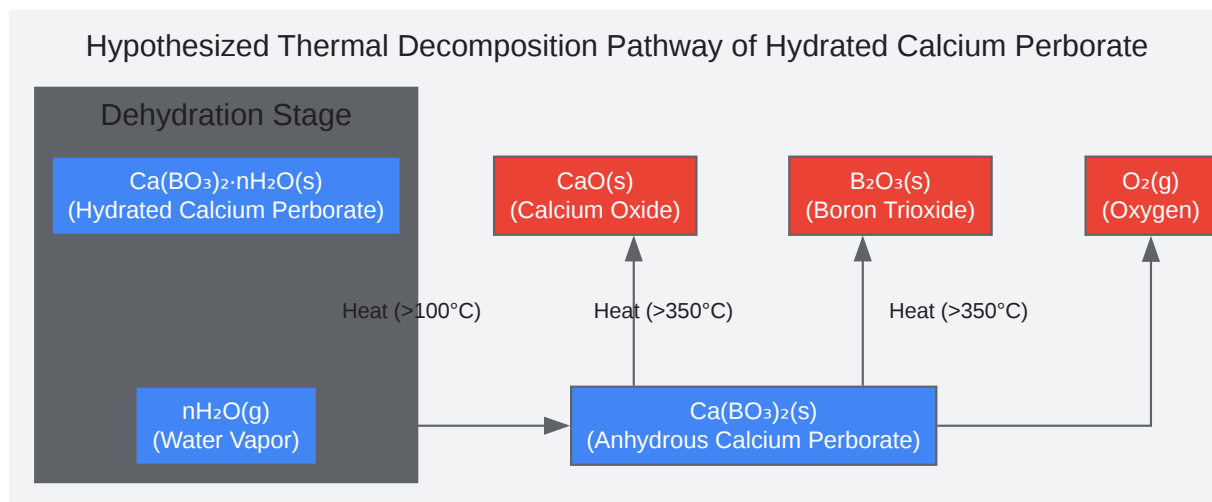 Hypothesized Thermal Decomposition Pathway of Hydrated Calcium Perborate
Dehydration Stage
Ca(BO₃)₂·nH₂O(s)
(Hydrated Calcium Perborate)
CaO(s)
(Calcium Oxide)
B₂O₃(s)
(Boron Trioxide)
O₂(g)
(Oxygen)
Heat (>100°C)
Heat (>350°C)
Heat (>350°C)
nH₂O(g)
(Water Vapor)
Ca(BO₃)₂(s)
(Anhydrous Calcium Perborate)